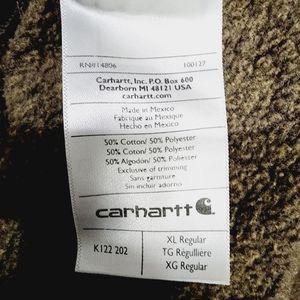 RN#14806 100127
Carhartt, Inc. P.O. Box 600
Dearborn MI 48121 USA
carhartt.com
Made in Mexico
Fabriqué au Mexique
Hecho en Mexico
50% Cotton/ 50% Polyester
50% Coton/ 50% Polyester
50% Algodón/ 50% Poliester
Exclusive of trimming
Sans garniture
Sin incluir adorno
carhartt
K122 202
XL Regular
TG Régulière
XG Regular